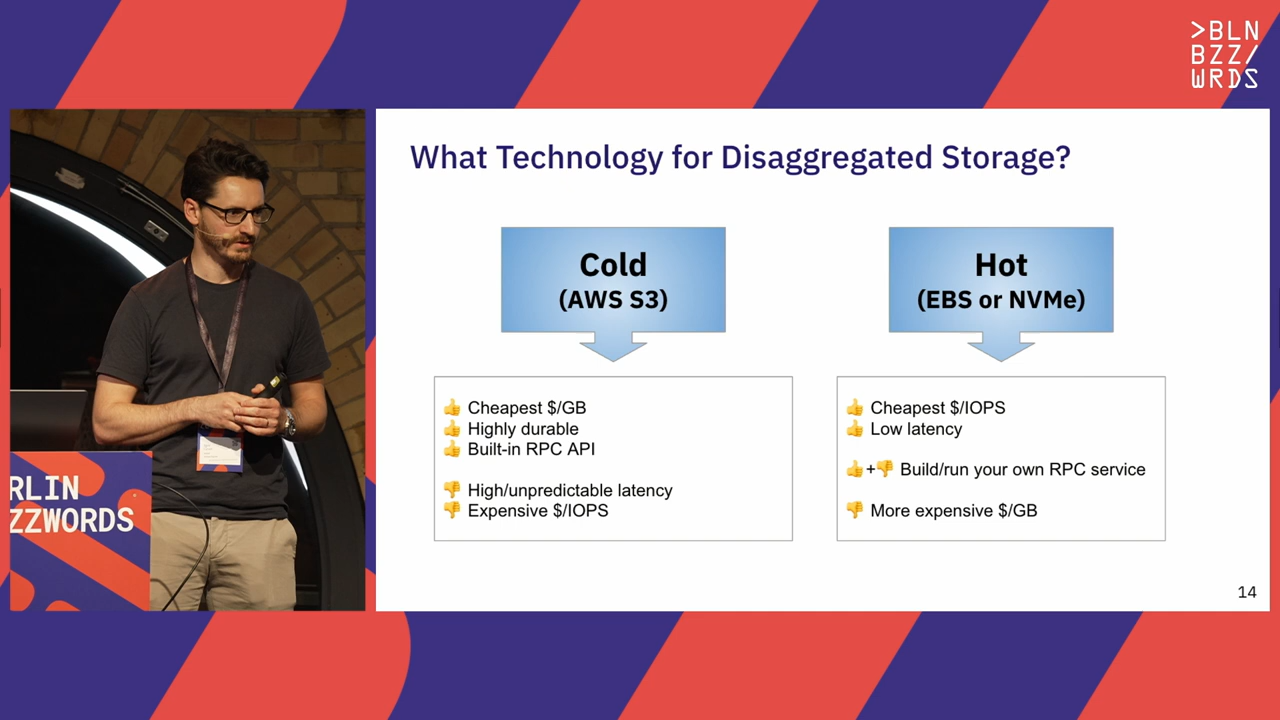 >BLN
BZZ/
WRDS
What Technology for Disaggregated Storage?
Cold
(AWS S3)
👍 Cheapest $/GB
👍 Highly durable
👍 Built-in RPC API
👎 High/unpredictable latency
👎 Expensive $/IOPS
Hot
(EBS or NVMe)
👍 Cheapest $/IOPS
👍 Low latency
👍+👎 Build/run your own RPC service
👎 More expensive $/GB
14
RLIN
ZZWORDS